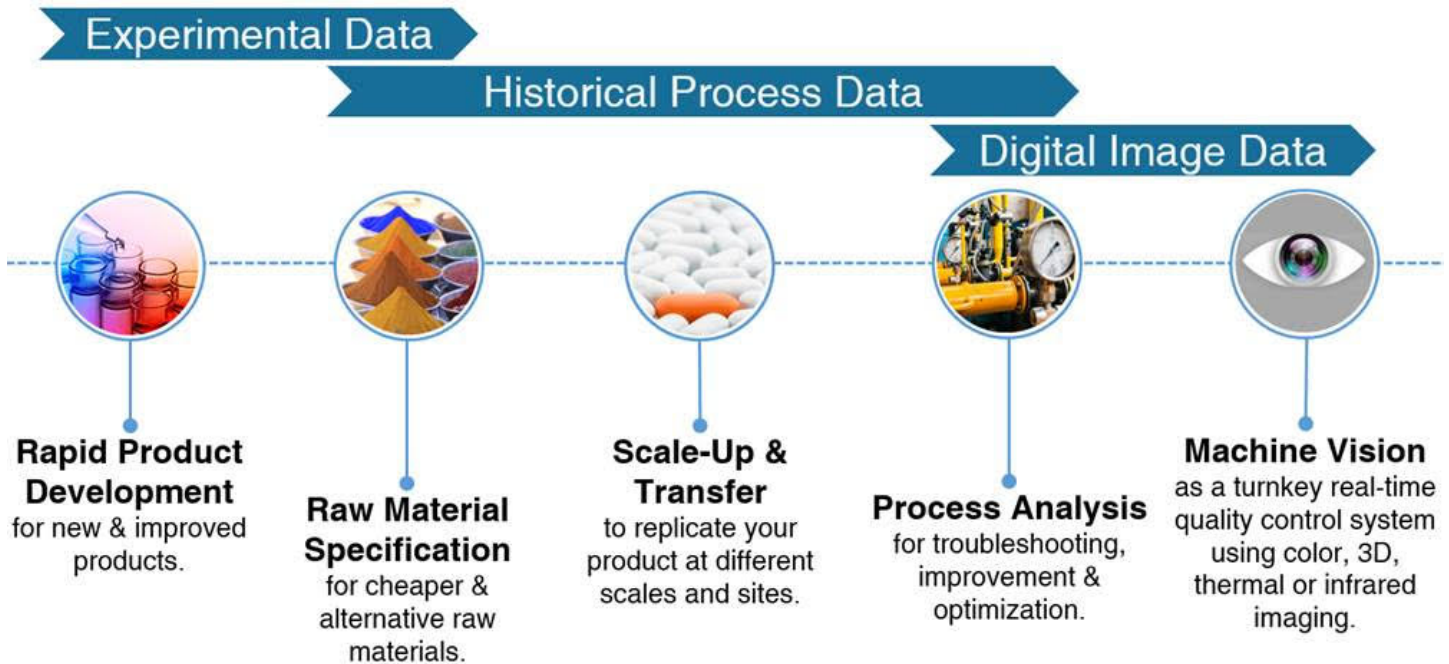 Experimental Data
Historical Process Data
Digital Image Data
Rapid Product
Development
for new & improved
products.
Raw Material
Specification
for cheaper &
alternative raw
materials.
Scale-Up &
Transfer
to replicate your
product at different
scales and sites.
Process Analysis
for troubleshooting,
improvement &
optimization.
Machine Vision
as a turnkey real-time
quality control system
using color, 3D,
thermal or infrared
imaging.